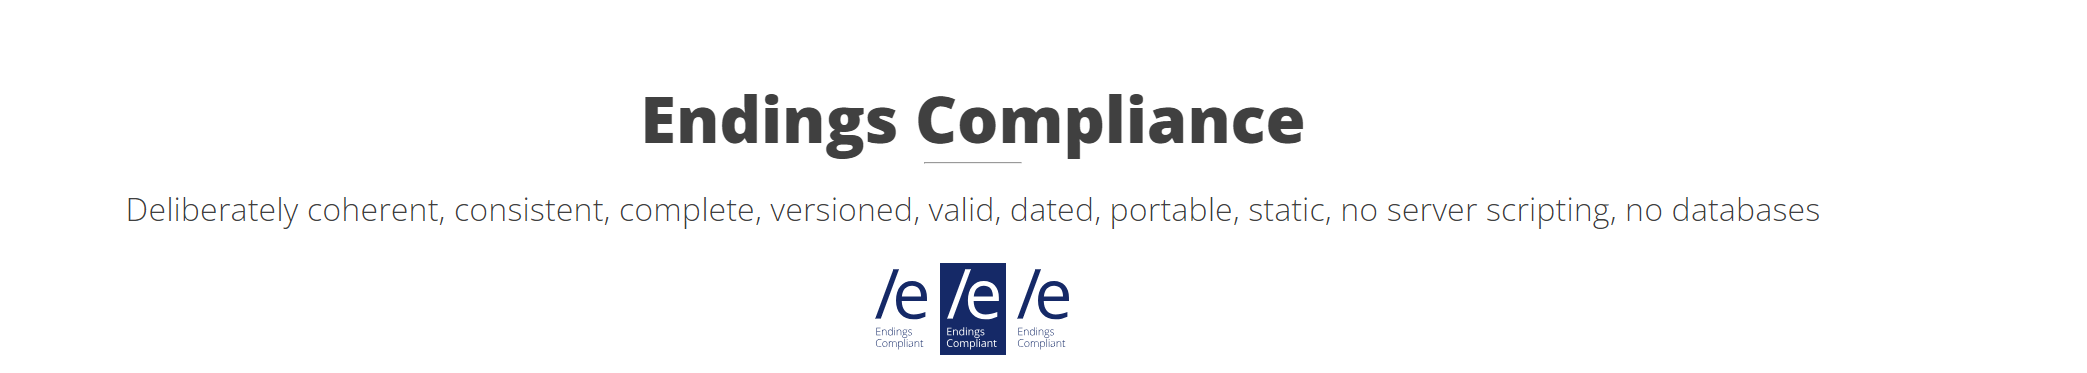 Endings Compliance
Deliberately coherent, consistent, complete, versioned, valid, dated, portable, static, no server scripting, no databases
/e /e /e
Endings Endings Endings
Compliant Compliant Compliant